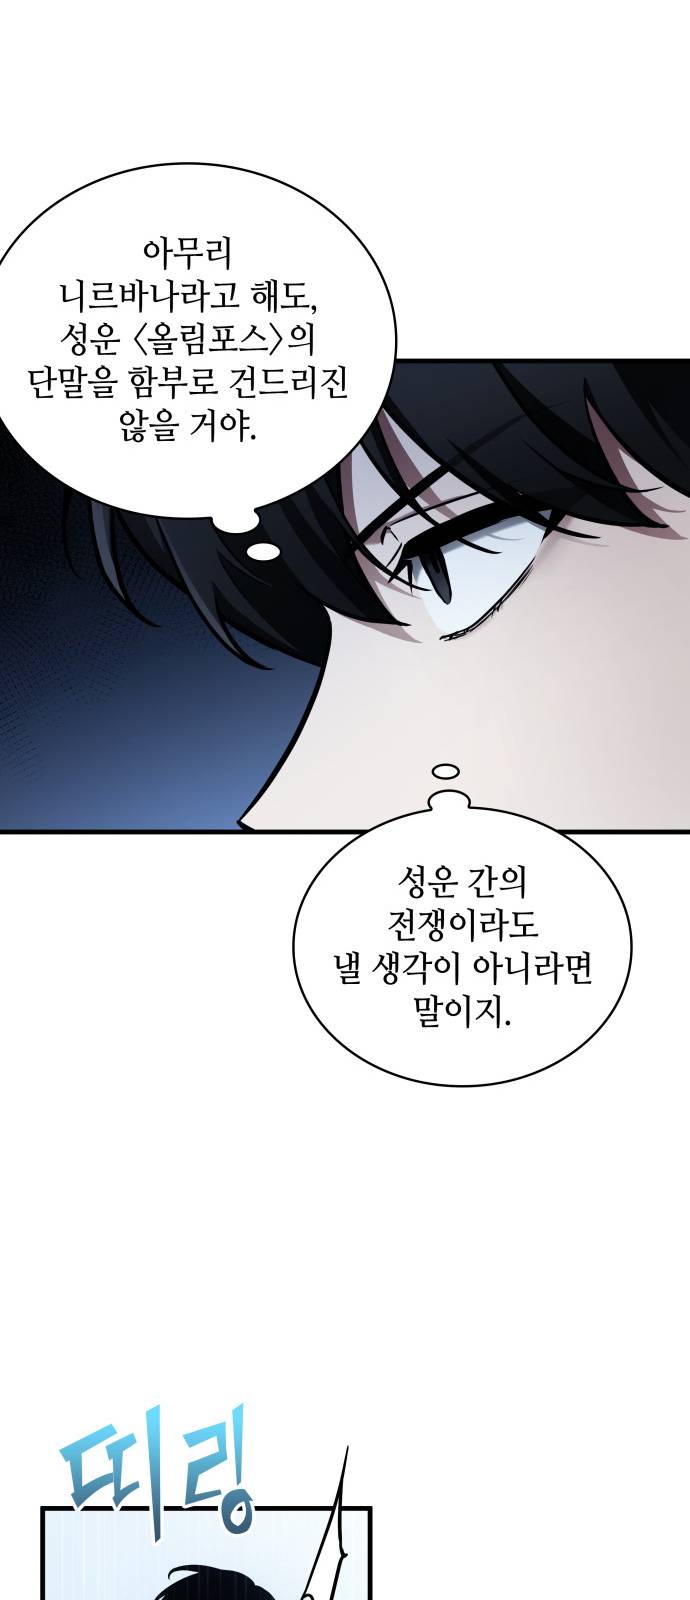 아무리
니르바나라고 해도,
성운 〈올림포스〉의
단말을 함부로 건드리진
않을 거야.
성운 간의
전쟁이라도
낼 생각이 아니라면
말이지.
띠링